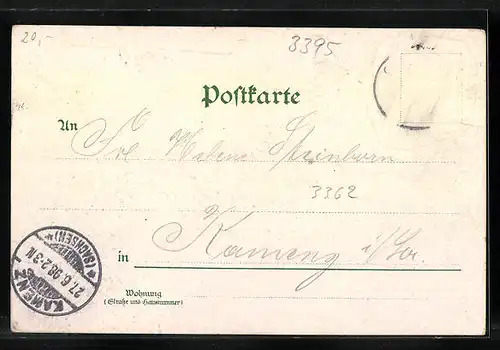 20,-
3395
Postkarte
An
Frl Helene Steinborn
3362
in Kamenz i/Sa.
KAMENZ
(SACHSEN)
27.6.98.2-3N
Wohnung
(Straße und Hausnummer)